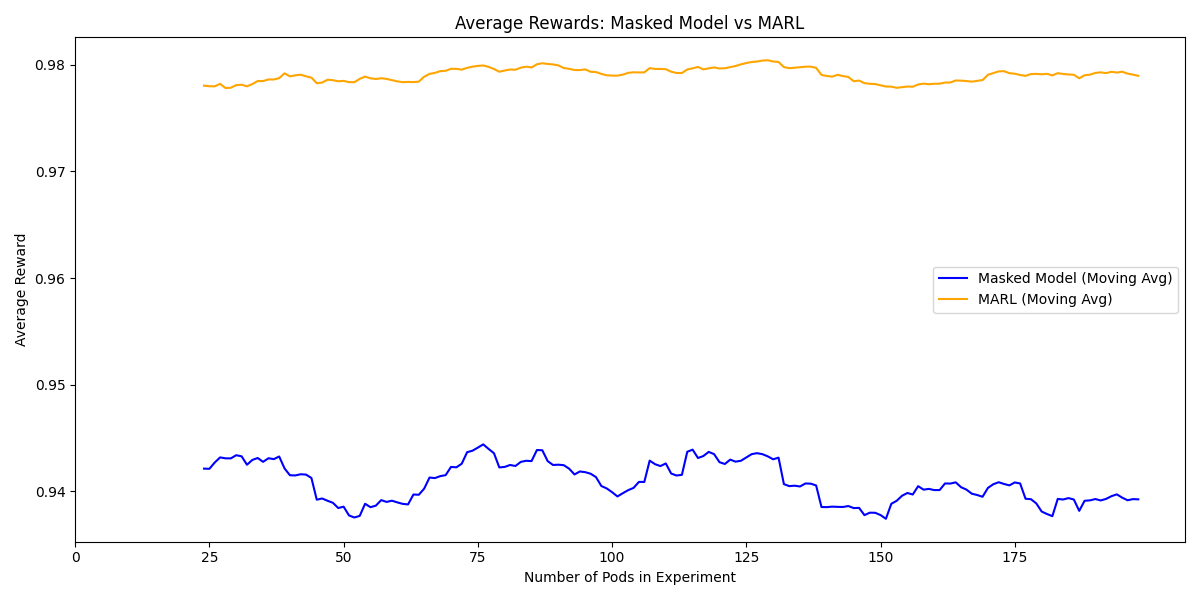 Average Rewards: Masked Model vs MARL
0.98
0.97
0.96
0.95
0.94
Average Reward
Masked Model (Moving Avg)
MARL (Moving Avg)
0 25 50 75 100 125 150 175
Number of Pods in Experiment